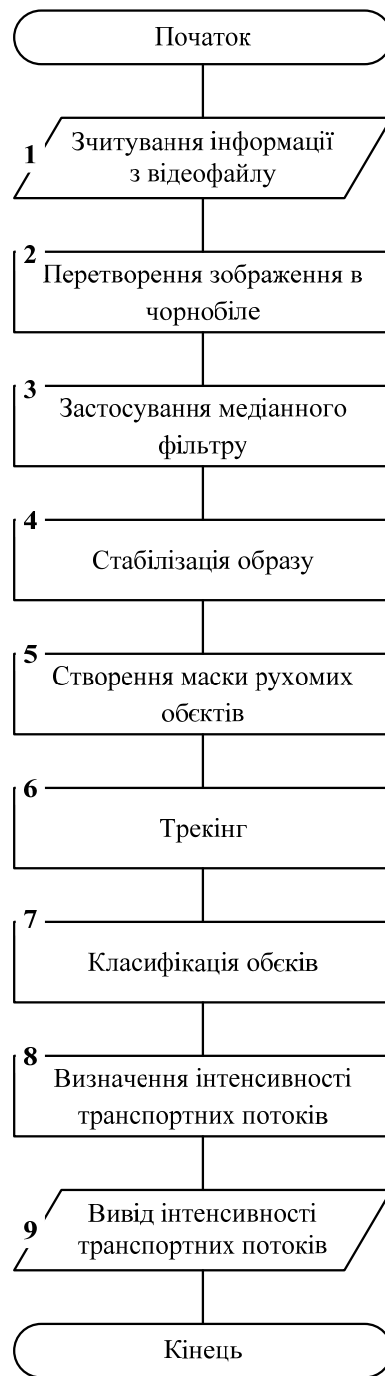 Початок
1
Зчитування інформації
з відеофайлу
2
Перетворення зображення в
чорнобіле
3
Застосування медіанного
фільтру
4
Стабілізація образу
5
Створення маски рухомих
обєктів
6
Трекінг
7
Класифікація обєків
8
Визначення інтенсивності
транспортних потоків
9
Вивід інтенсивності
транспортних потоків
Кінець